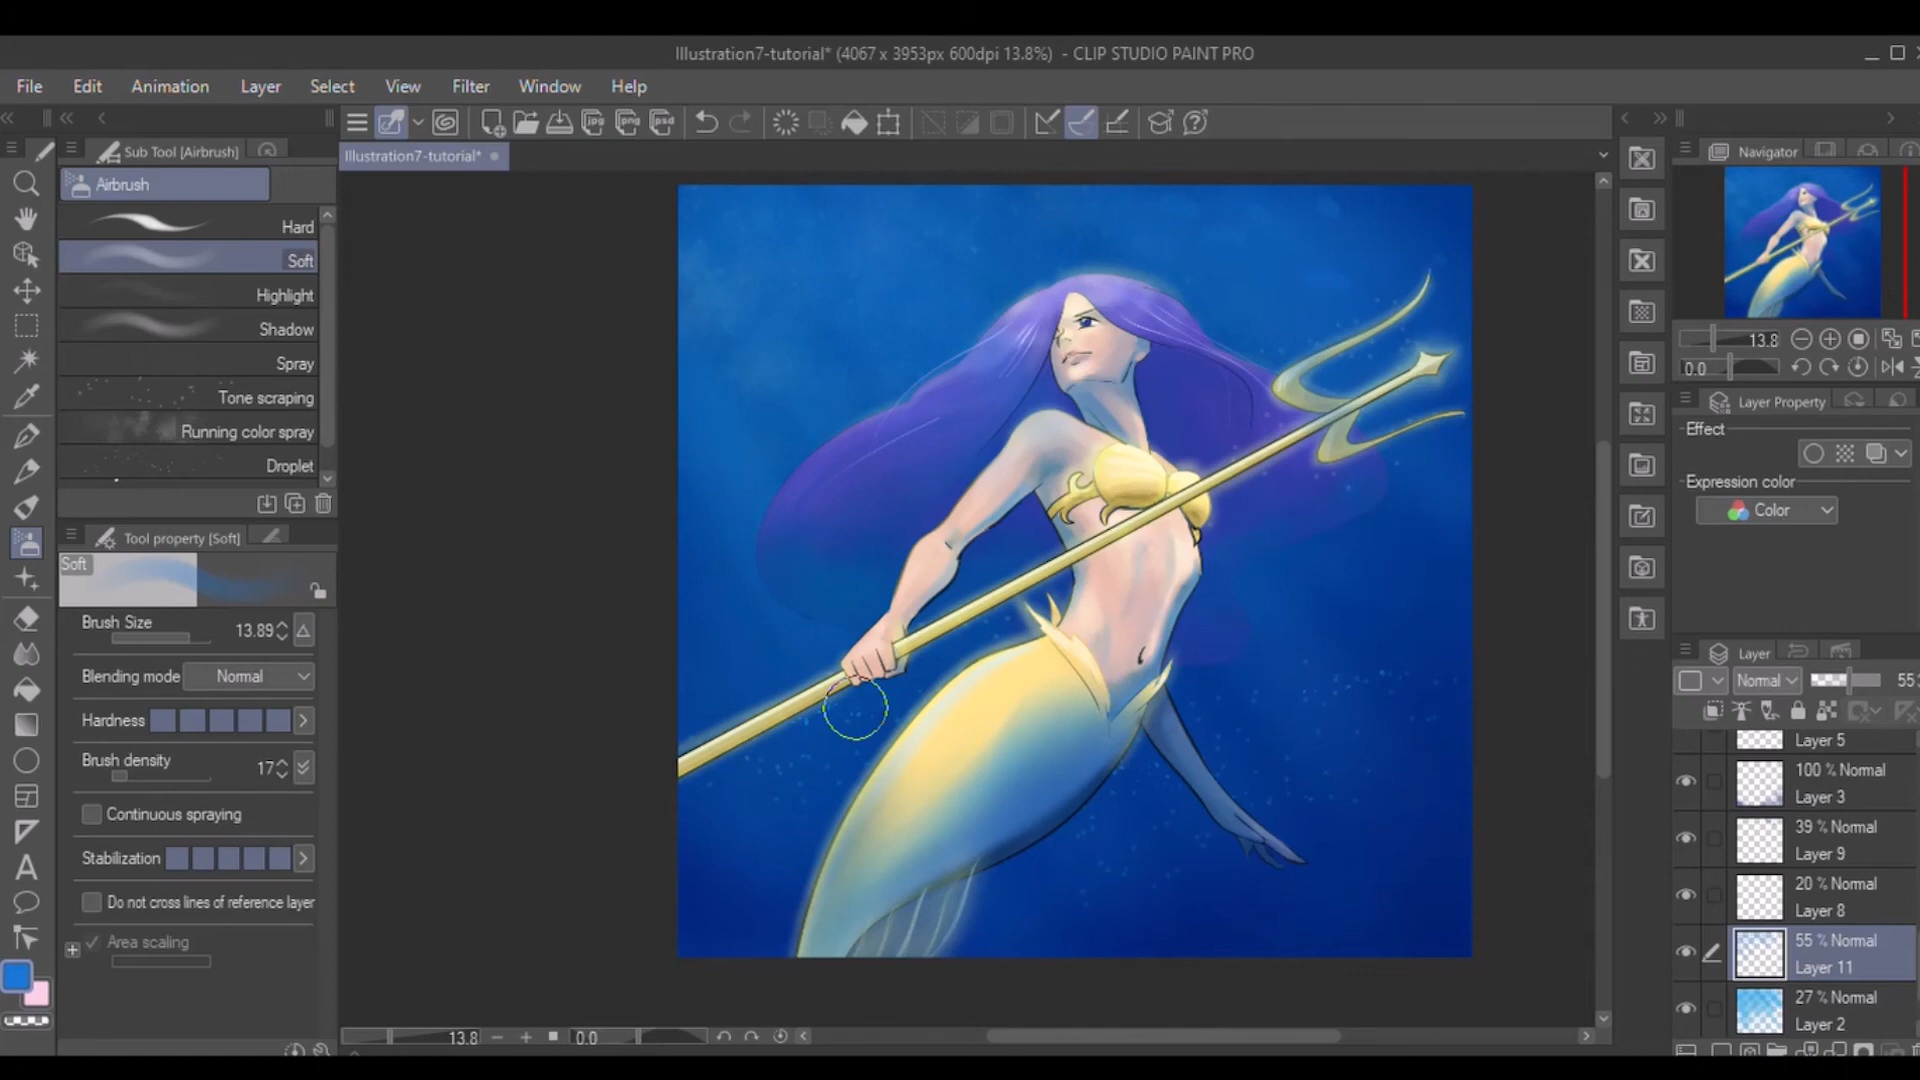 Illustration7-tutorial* (4067 x 3953px 600dpi 13.8%) - CLIP STUDIO PAINT PRO
File Edit Animation Layer Select View Filter Window Help
jpg png psd
Illustration7-tutorial*
Sub Tool [Airbrush]
Airbrush
Hard
Soft
Highlight
Shadow
Spray
Tone scraping
Running color spray
Droplet
Tool property [Soft]
Soft
Brush Size 13.89
Blending mode Normal
Hardness
Brush density 17
Continuous spraying
Stabilization
Do not cross lines of reference layer
Area scaling
13.8 0.0
Navigator
13.8
0.0
Layer Property
Effect
Expression color
Color
Layer
Normal 55
Layer 5
100 % Normal
Layer 3
39 % Normal
Layer 9
20 % Normal
Layer 8
55 % Normal
Layer 11
27 % Normal
Layer 2